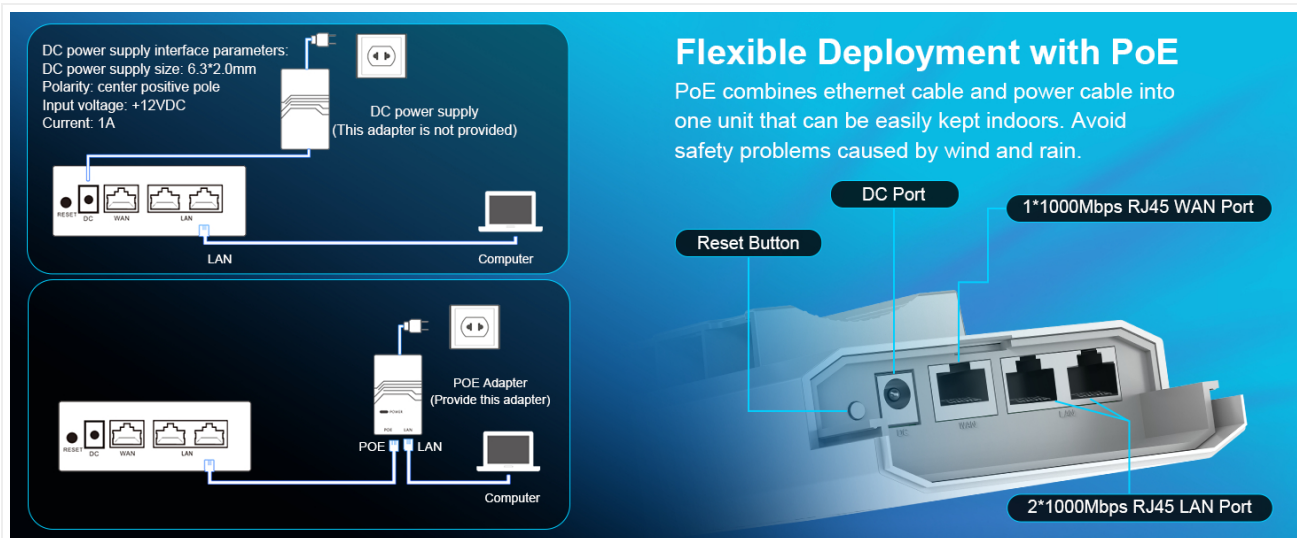 DC power supply interface parameters:
DC power supply size: 6.3*2.0mm
Polarity: center positive pole
Input voltage: +12VDC
Current: 1A
DC power supply
(This adapter is not provided)
RESET
DC
WAN
LAN
LAN
Computer
POE Adapter
(Provide this adapter)
POWER
POE LAN
RESET
DC
WAN
LAN
POE
LAN
Computer
Flexible Deployment with PoE
PoE combines ethernet cable and power cable into
one unit that can be easily kept indoors. Avoid
safety problems caused by wind and rain.
DC Port
1*1000Mbps RJ45 WAN Port
Reset Button
DC
WAN
LAN
2*1000Mbps RJ45 LAN Port